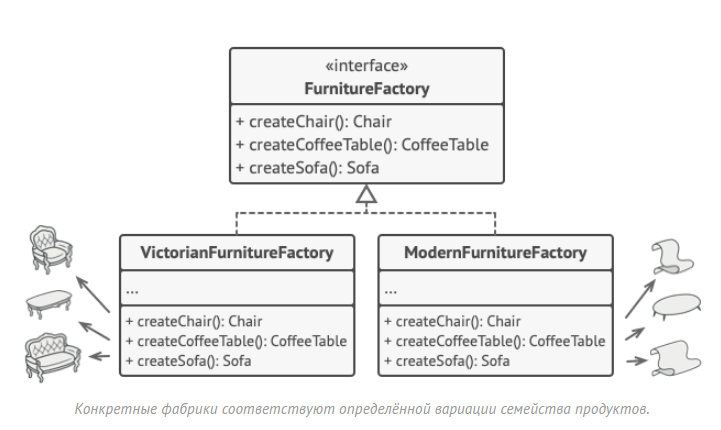 «interface»
FurnitureFactory
+ createChair(): Chair
+ createCoffeeTable(): CoffeeTable
+ createSofa(): Sofa
VictorianFurnitureFactory
...
+ createChair(): Chair
+ createCoffeeTable(): CoffeeTable
+ createSofa(): Sofa
ModernFurnitureFactory
...
+ createChair(): Chair
+ createCoffeeTable(): CoffeeTable
+ createSofa(): Sofa
Конкретные фабрики соответствуют определённой вариации семейства продуктов.